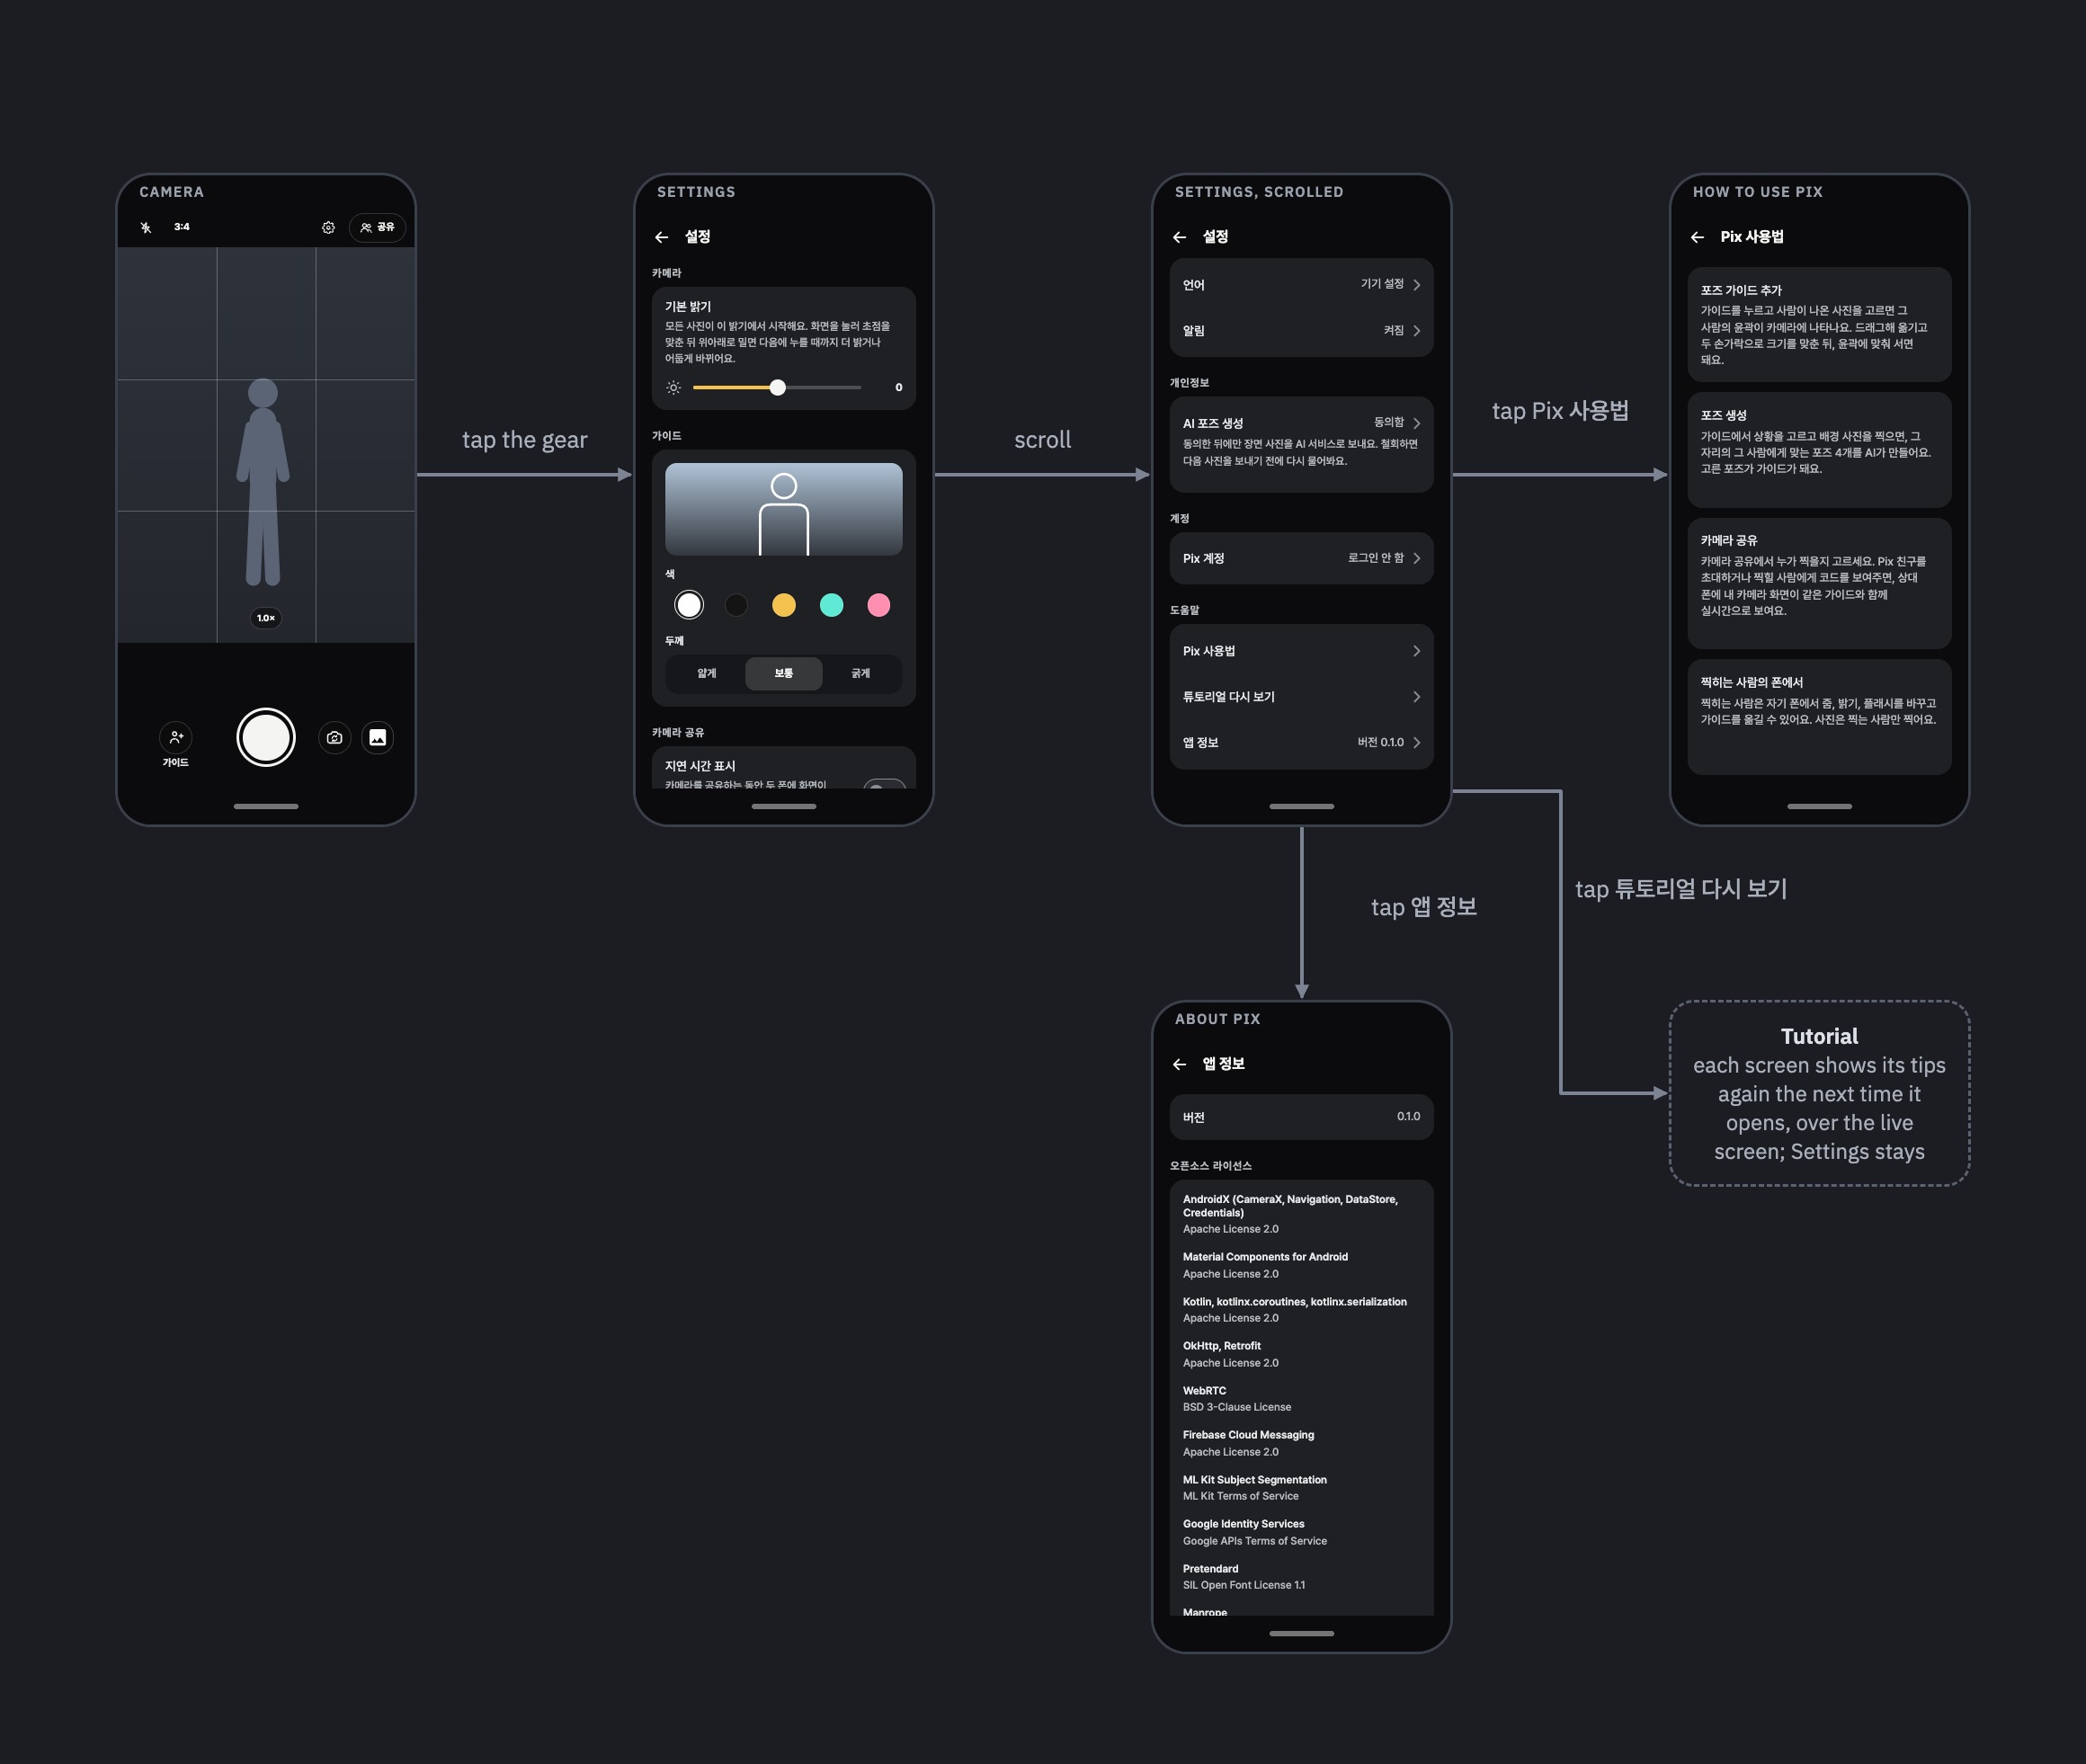 CAMERA
3:4
공유
1.0×
가이드
tap the gear
SETTINGS
설정
카메라
기본 밝기
모든 사진이 이 밝기에서 시작해요. 화면을 눌러 초점을
맞춘 뒤 위아래로 밀면 다음에 누를 때까지 더 밝거나
어둡게 바뀌어요.
0
가이드
색
두께
얇게
보통
굵게
카메라 공유
지연 시간 표시
카메라를 공유하는 동안 두 폰에 화면이
scroll
SETTINGS, SCROLLED
설정
언어
기기 설정
알림
켜짐
개인정보
AI 포즈 생성
동의함
동의한 뒤에만 장면 사진을 AI 서비스로 보내요. 철회하면
다음 사진을 보내기 전에 다시 물어봐요.
계정
Pix 계정
로그인 안 함
도움말
Pix 사용법
튜토리얼 다시 보기
앱 정보
버전 0.1.0
tap Pix 사용법
HOW TO USE PIX
Pix 사용법
포즈 가이드 추가
가이드를 누르고 사람이 나온 사진을 고르면 그
사람의 윤곽이 카메라에 나타나요. 드래그해 옮기고
두 손가락으로 크기를 맞춘 뒤, 윤곽에 맞춰 서면
돼요.
포즈 생성
가이드에서 상황을 고르고 배경 사진을 찍으면, 그
자리의 그 사람에게 맞는 포즈 4개를 AI가 만들어요.
고른 포즈가 가이드가 돼요.
카메라 공유
카메라 공유에서 누가 찍을지 고르세요. Pix 친구를
초대하거나 찍힐 사람에게 코드를 보여주면, 상대
폰에 내 카메라 화면이 같은 가이드와 함께
실시간으로 보여요.
찍히는 사람의 폰에서
찍히는 사람은 자기 폰에서 줌, 밝기, 플래시를 바꾸고
가이드를 옮길 수 있어요. 사진은 찍는 사람만 찍어요.
tap 앱 정보
tap 튜토리얼 다시 보기
ABOUT PIX
앱 정보
버전
0.1.0
오픈소스 라이선스
AndroidX (CameraX, Navigation, DataStore,
Credentials)
Apache License 2.0
Material Components for Android
Apache License 2.0
Kotlin, kotlinx.coroutines, kotlinx.serialization
Apache License 2.0
OkHttp, Retrofit
Apache License 2.0
WebRTC
BSD 3-Clause License
Firebase Cloud Messaging
Apache License 2.0
ML Kit Subject Segmentation
ML Kit Terms of Service
Google Identity Services
Google APIs Terms of Service
Pretendard
SIL Open Font License 1.1
Manrope
Tutorial
each screen shows its tips
again the next time it
opens, over the live
screen; Settings stays